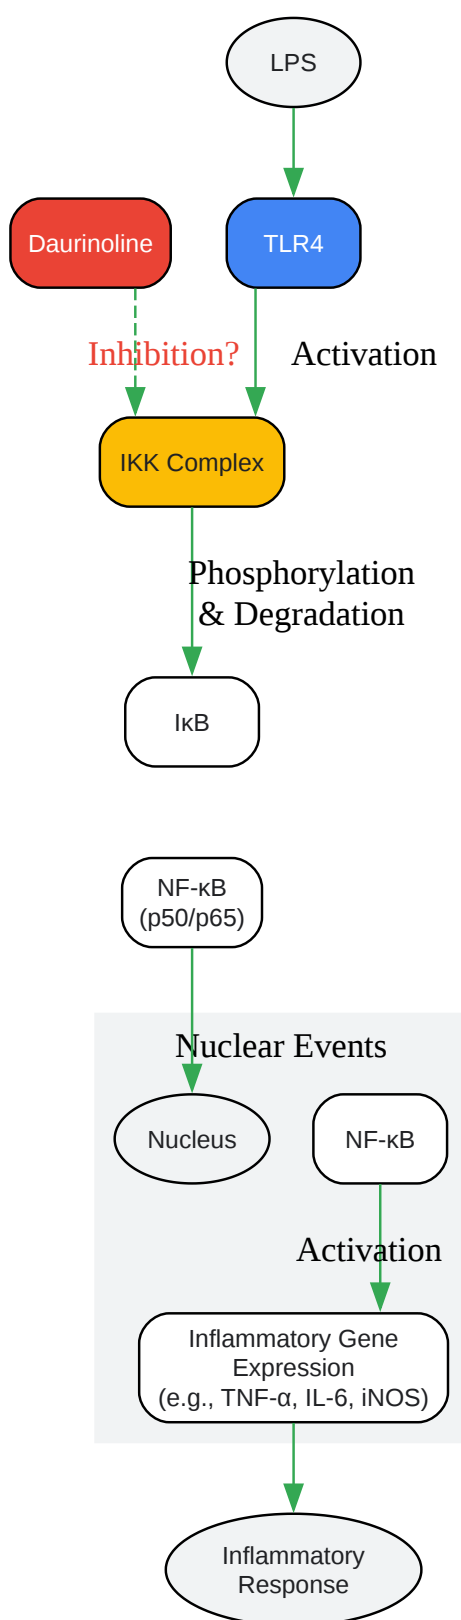 LPS
Daurinoline
TLR4
Inhibition?
Activation
IKK Complex
Phosphorylation
& Degradation
IκB
NF-κB
(p50/p65)
Nuclear Events
Nucleus
NF-κB
Activation
Inflammatory Gene
Expression
(e.g., TNF-α, IL-6, iNOS)
Inflammatory
Response